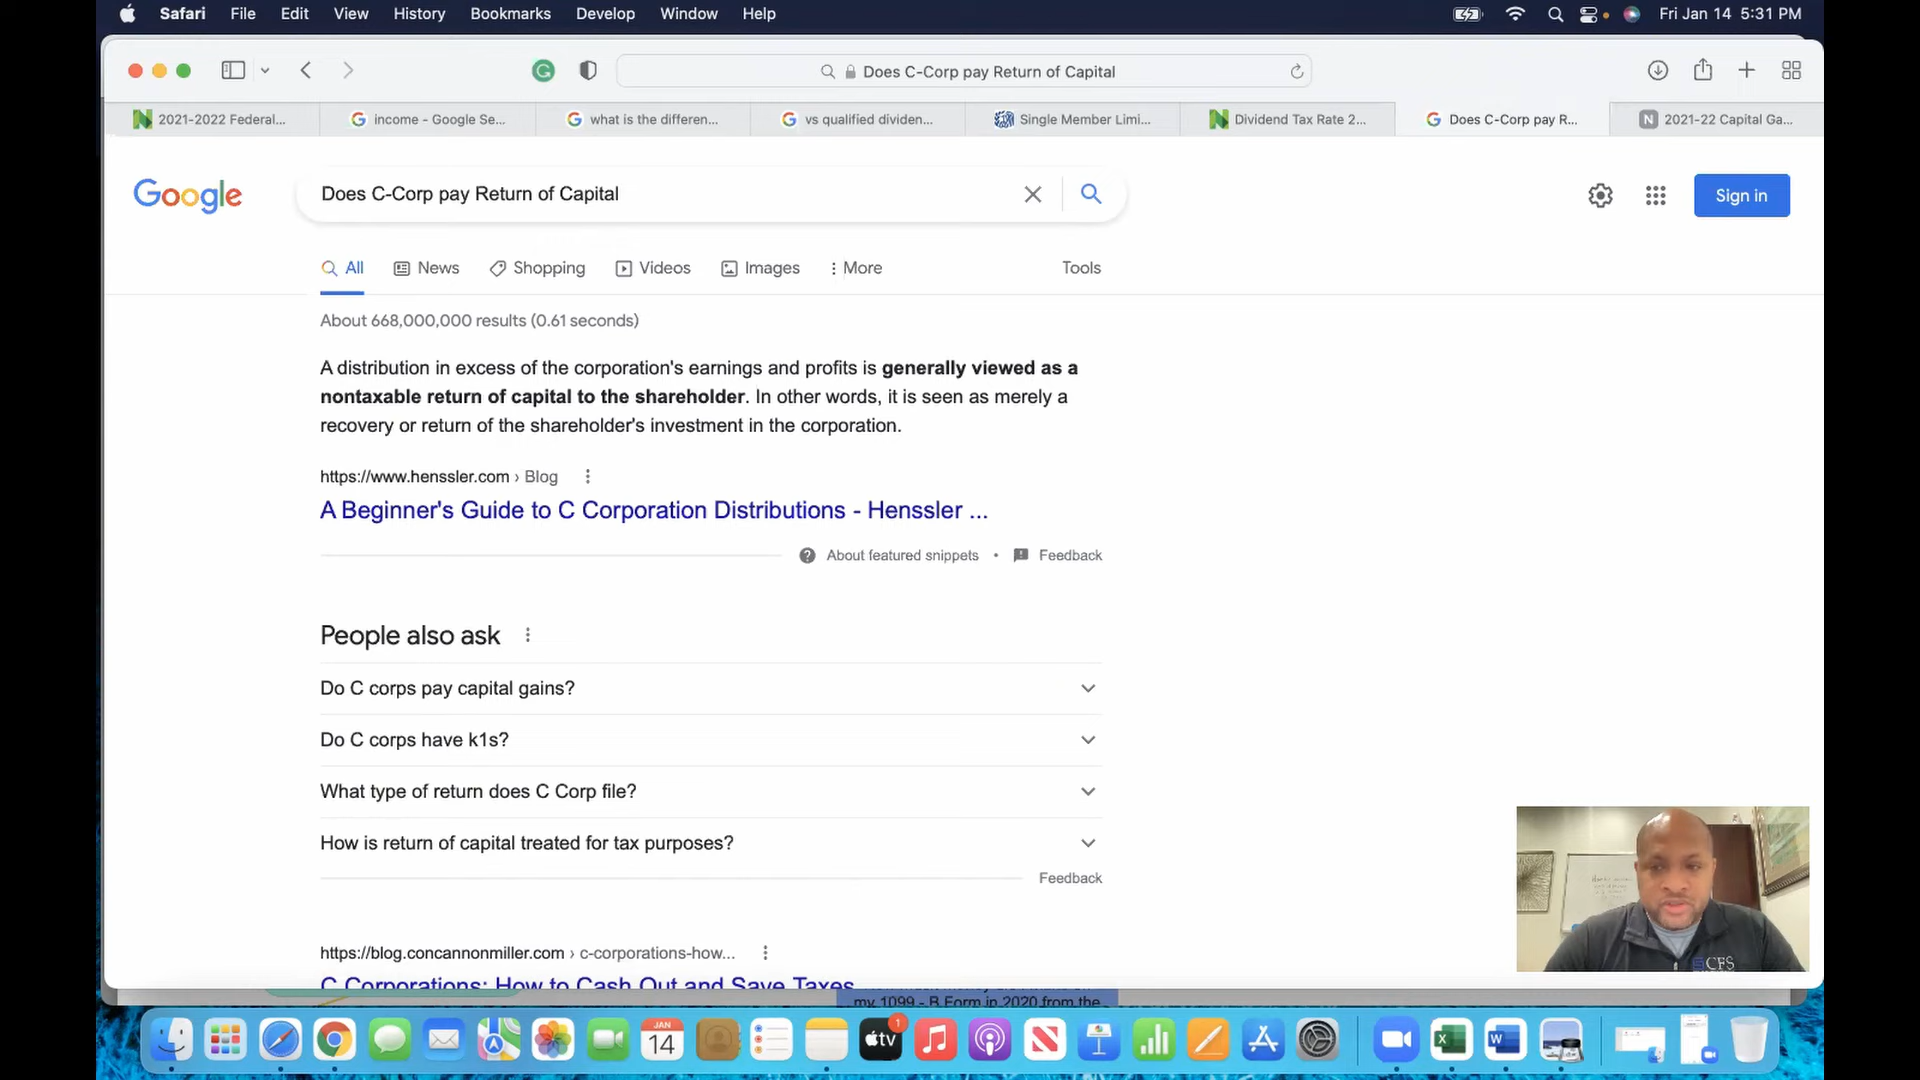 Safari File Edit View History Bookmarks Develop Window Help Fri Jan 14 5:31 PM
Does C-Corp pay Return of Capital
2021-2022 Federal... income - Google Se... what is the differen... vs qualified dividen... Single Member Limi... Dividend Tax Rate 2... Does C-Corp pay R... 2021-22 Capital Ga...
Google Does C-Corp pay Return of Capital Sign in
All News Shopping Videos Images More Tools
About 668,000,000 results (0.61 seconds)
A distribution in excess of the corporation's earnings and profits is generally viewed as a
nontaxable return of capital to the shareholder. In other words, it is seen as merely a
recovery or return of the shareholder's investment in the corporation.
https://www.henssler.com › Blog
A Beginner's Guide to C Corporation Distributions - Henssler ...
About featured snippets • Feedback
People also ask
Do C corps pay capital gains?
Do C corps have k1s?
What type of return does C Corp file?
How is return of capital treated for tax purposes?
Feedback
https://blog.concannonmiller.com › c-corporations-how...
C Corporations: How to Cash Out and Save Taxes
my 1099 - B Form in 2020 from the
CFS
JAN
14
tv
1